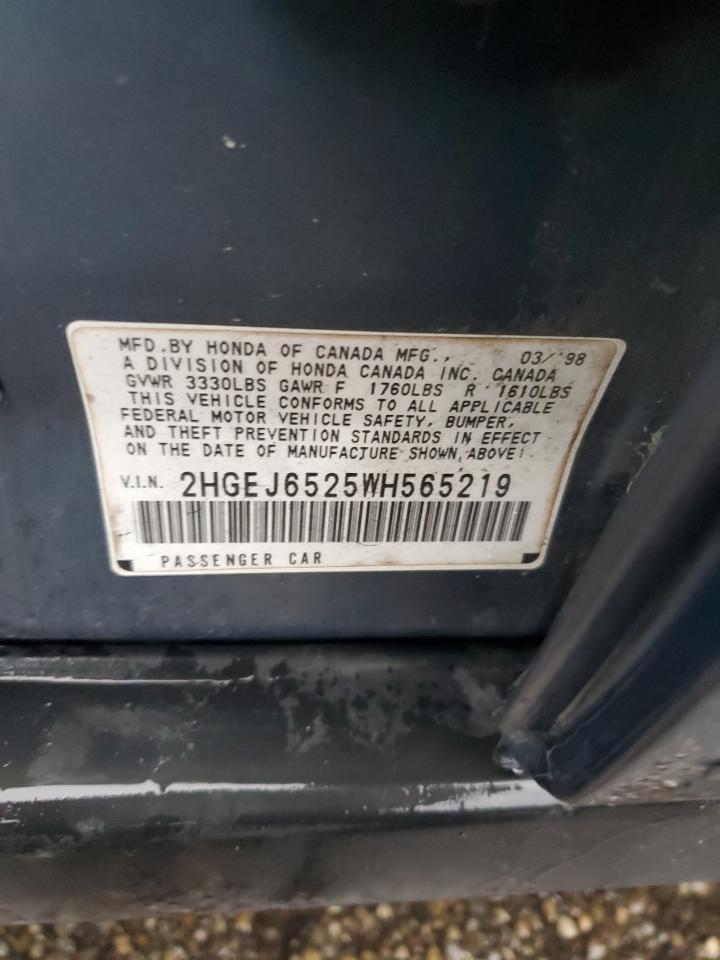 MFD. BY HONDA OF CANADA MFG., 03/'98
A DIVISION OF HONDA CANADA INC. CANADA
GVWR 3330LBS GAWR F 1760LBS R 1610LBS
THIS VEHICLE CONFORMS TO ALL APPLICABLE
FEDERAL MOTOR VEHICLE SAFETY, BUMPER,
AND THEFT PREVENTION STANDARDS IN EFFECT
ON THE DATE OF MANUFACTURE SHOWN ABOVE:
V.I.N. 2HGEJ6525WH565219
PASSENGER CAR